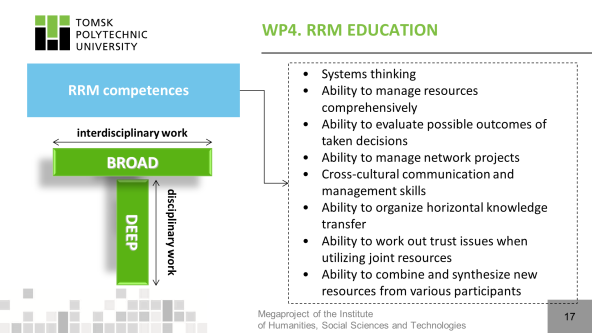 TOMSK
POLYTECHNIC
UNIVERSITY
WP4. RRM EDUCATION
RRM competences
interdisciplinary work
BROAD
DEEP
disciplinary work
• Systems thinking
• Ability to manage resources
comprehensively
• Ability to evaluate possible outcomes of
taken decisions
• Ability to manage network projects
• Cross-cultural communication and
management skills
• Ability to organize horizontal knowledge
transfer
• Ability to work out trust issues when
utilizing joint resources
• Ability to combine and synthesize new
resources from various participants
Megaproject of the Institute
of Humanities, Social Sciences and Technologies
17